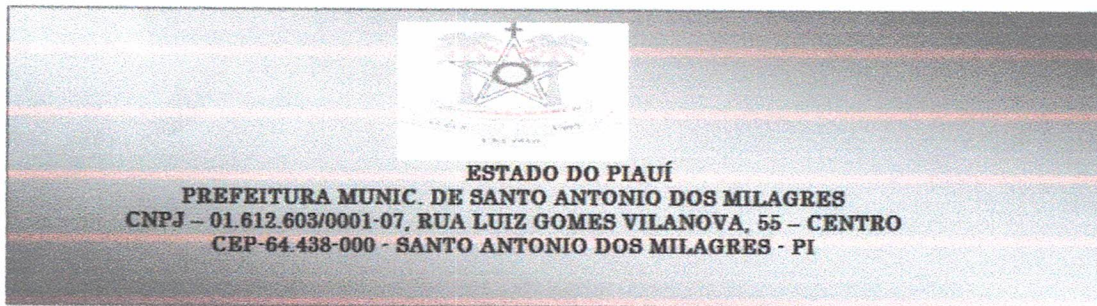 ESTADO DO PIAUÍ
PREFEITURA MUNIC. DE SANTO ANTONIO DOS MILAGRES
CNPJ – 01.612.603/0001-07, RUA LUIZ GOMES VILANOVA, 55 – CENTRO
CEP-64.438-000 - SANTO ANTONIO DOS MILAGRES - PI